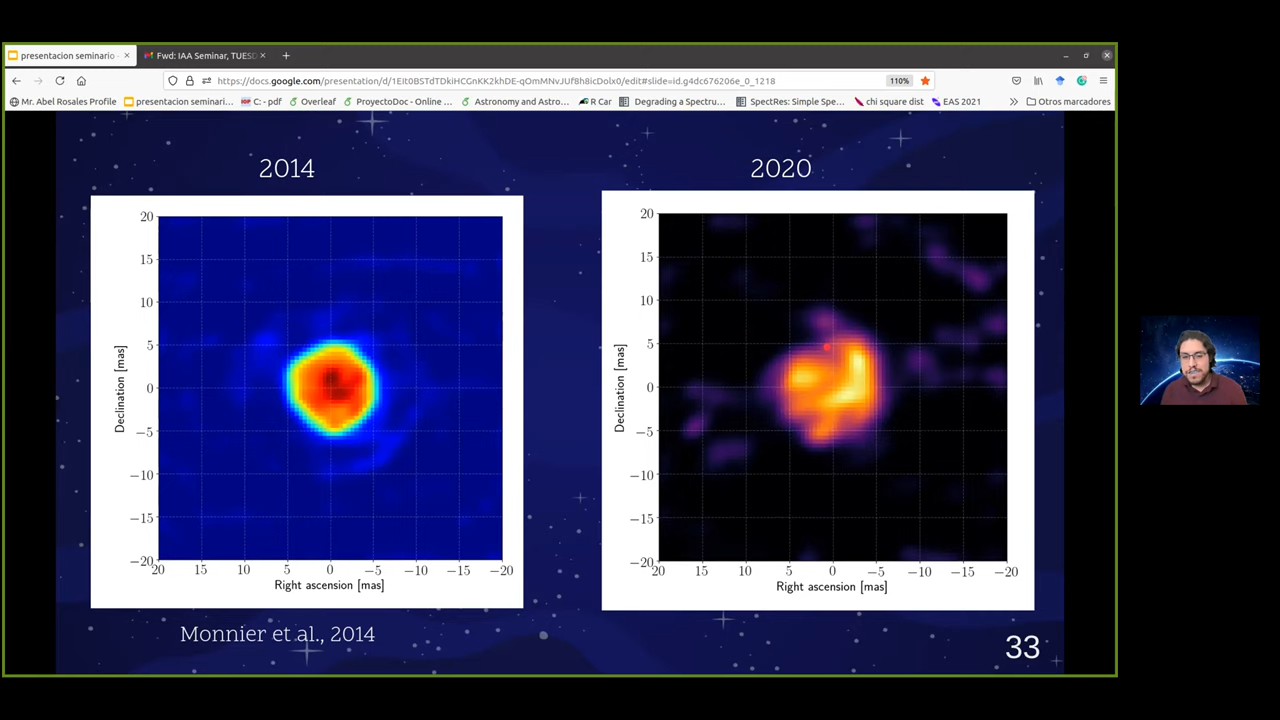 presentacion seminario
Fwd: IAA Seminar, TUESD
https://docs.google.com/presentation/d/1EIt0BSTdTDkiHCGnKK2khDE-qOmMNvJUf8h8icDolx0/edit#slide=id.g4dc676206e_0_1218
110%
Mr. Abel Rosales Profile
presentacion seminari...
C: - pdf
Overleaf
ProyectoDoc - Online ...
Astronomy and Astro...
R Car
Degrading a Spectru...
SpectRes: Simple Spe...
chi square dist
EAS 2021
Otros marcadores
2014
20
15
10
5
0
−5
−10
−15
−20
Declination [mas]
20 15 10 5 0 −5 −10 −15 −20
Right ascension [mas]
Monnier et al., 2014
2020
20
15
10
5
0
−5
−10
−15
−20
Declination [mas]
20 15 10 5 0 −5 −10 −15 −20
Right ascension [mas]
33